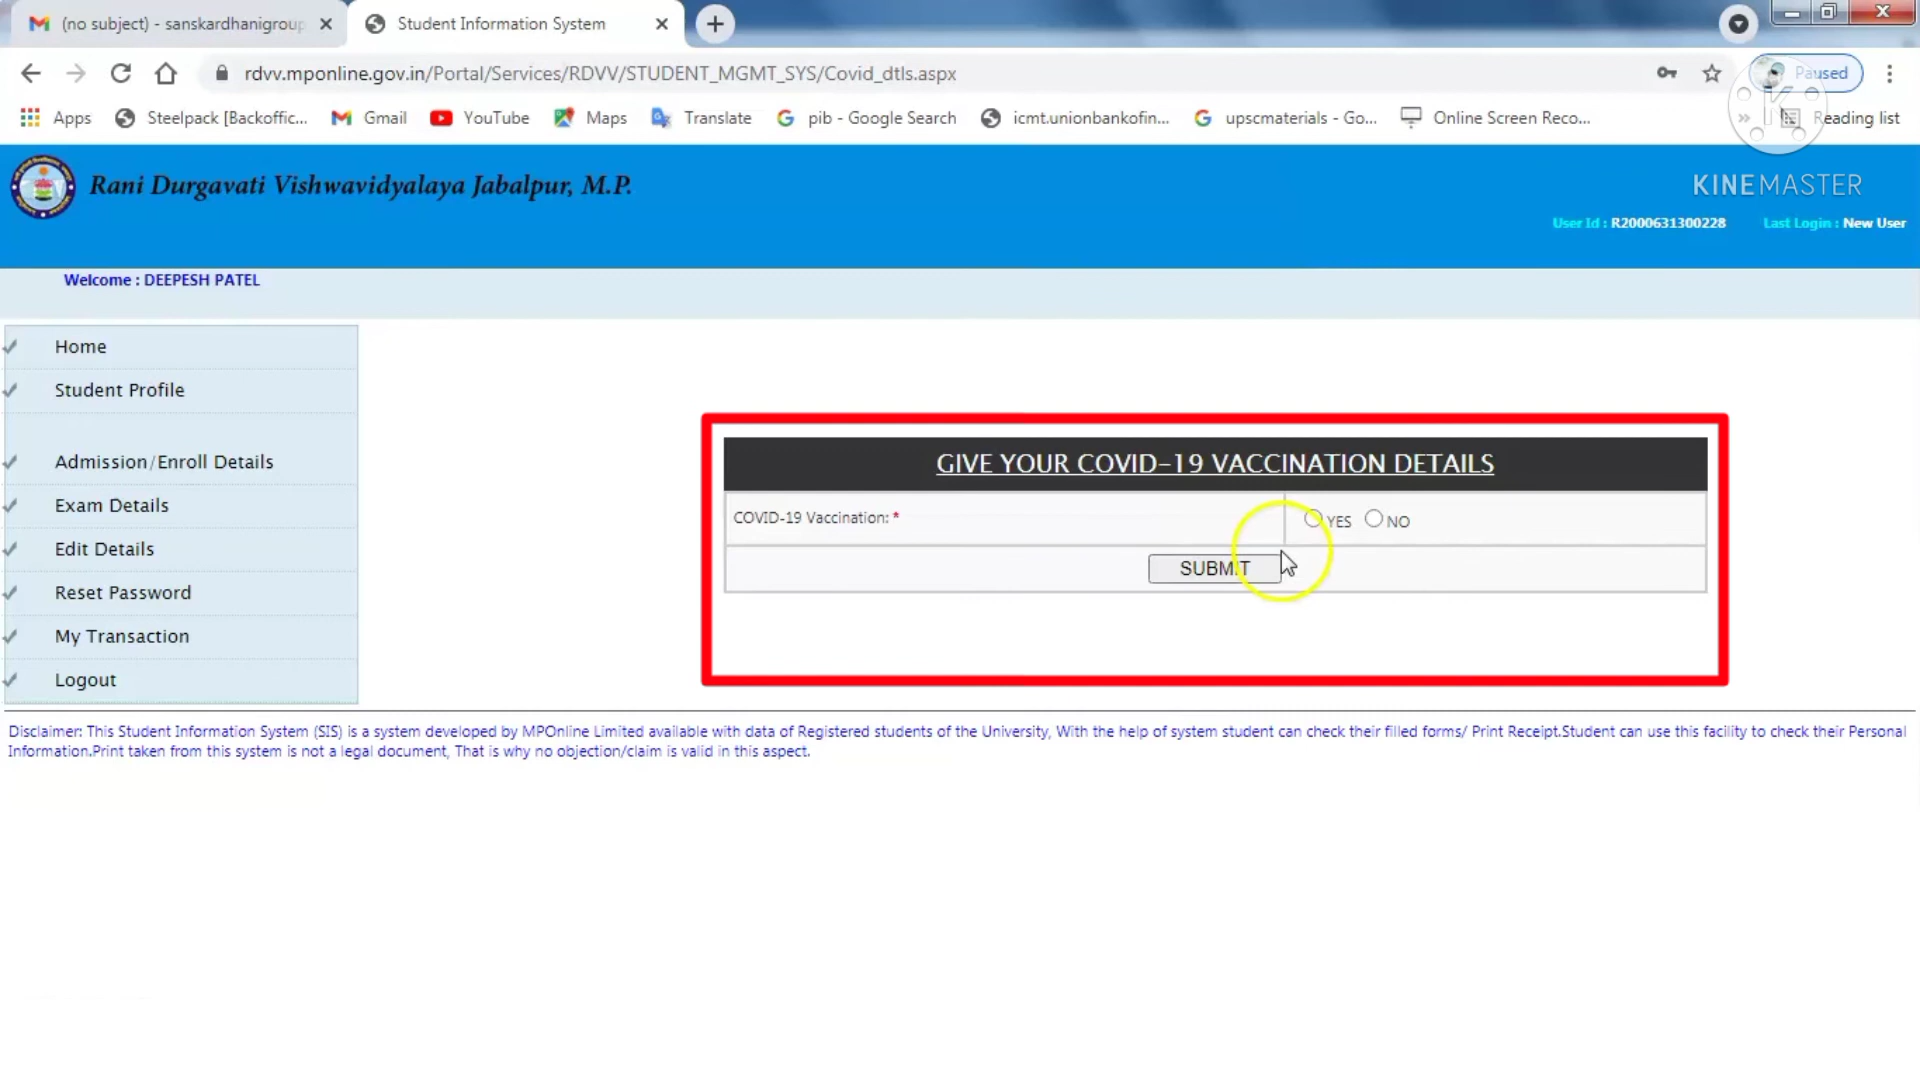 (no subject) - sanskardhanigroup
Student Information System
rdvv.mponline.gov.in/Portal/Services/RDVV/STUDENT_MGMT_SYS/Covid_dtls.aspx
Paused
Apps
Steelpack [Backoffic...
Gmail
YouTube
Maps
Translate
pib - Google Search
icmt.unionbankofin...
upscmaterials - Go...
Online Screen Reco...
»
Reading list
Rani Durgavati Vishwavidyalaya Jabalpur, M.P.
KINEMASTER
User Id : R2000631300228 Last Login : New User
Welcome : DEEPESH PATEL
Home
Student Profile
Admission/Enroll Details
Exam Details
Edit Details
Reset Password
My Transaction
Logout
GIVE YOUR COVID-19 VACCINATION DETAILS
COVID-19 Vaccination: * YES NO
SUBMIT
Disclaimer: This Student Information System (SIS) is a system developed by MPOnline Limited available with data of Registered students of the University, With the help of system student can check their filled forms/ Print Receipt.Student can use this facility to check their Personal
Information.Print taken from this system is not a legal document, That is why no objection/claim is valid in this aspect.